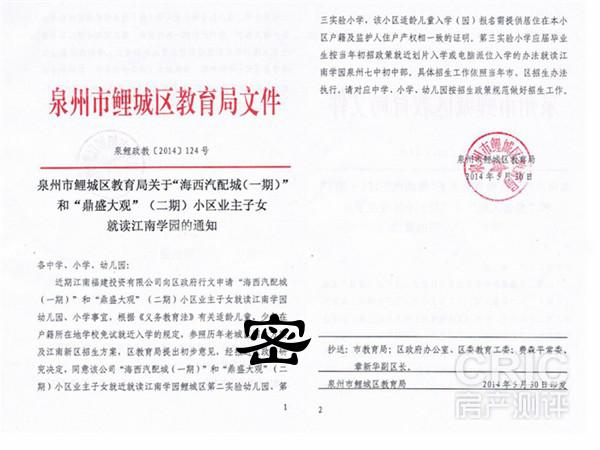 泉州市鲤城区教育局文件
泉鲤政教〔2014〕124号
泉州市鲤城区教育局关于“海西汽配城(一期)”
和“鼎盛大观”(二期)小区业主子女
就读江南学园的通知
各中学、小学、幼儿园:
近期江南福建投资有限公司向区政府行文申请“海西汽配城
(一期)”和“鼎盛大观”(二期)小区业主子女就读江南学园
幼儿园、小学事宜,根据《义务教育法》有关适龄儿童、少
在
户籍所在地学校免试就近入学的规定,参照历年老城
及江南新区招生方案,区教育局提出初步意见,经
政
研
究决定,同意该公司“海西汽配城(一期)”和“鼎盛大观”(二
期)小区业主子女就近就读江南学园鲤城区第二实验幼儿园、第
1
密
三实验小学,该小区适龄儿童入学(园)报名需提供居住在本小
区户籍及监护人住户产权相一致的证明。第三实验小学应届毕业
生按当年初招政策就近划片入学或电脑派位入学的办法就读江
南学园泉州七中初中部,具体招生工作依照当年市、区招生办法
执行。请对应中学、小学、幼儿园按招生政策规范做好招生工作。
泉州市鲤城区教育局
2014年5月30日
抄送:市教育局;区政府办公室、区委教育工委;费森平常委、
章新华副区长。
泉州市鲤城区教育局
2014年5月30日印发
2
CRIC
房产测评